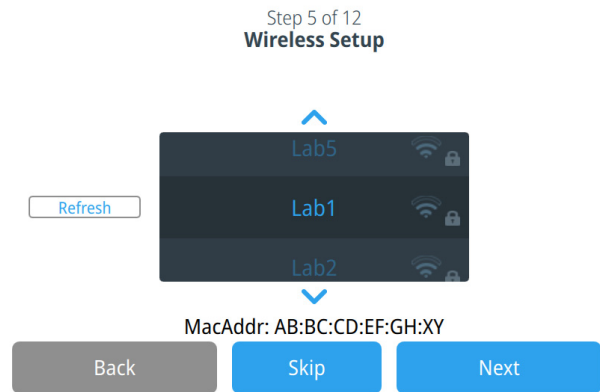 Step 5 of 12
Wireless Setup
Lab5
Refresh
Lab1
Lab2
MacAddr: AB:BC:CD:EF:GH:XY
Back
Skip
Next